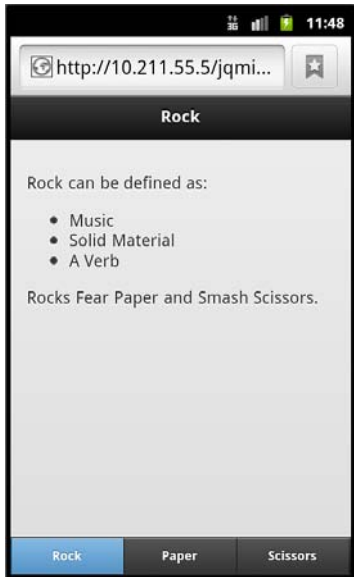 3G 11:48
http://10.211.55.5/jqmi...
Rock
Rock can be defined as:
Music
Solid Material
A Verb
Rocks Fear Paper and Smash Scissors.
Rock Paper Scissors